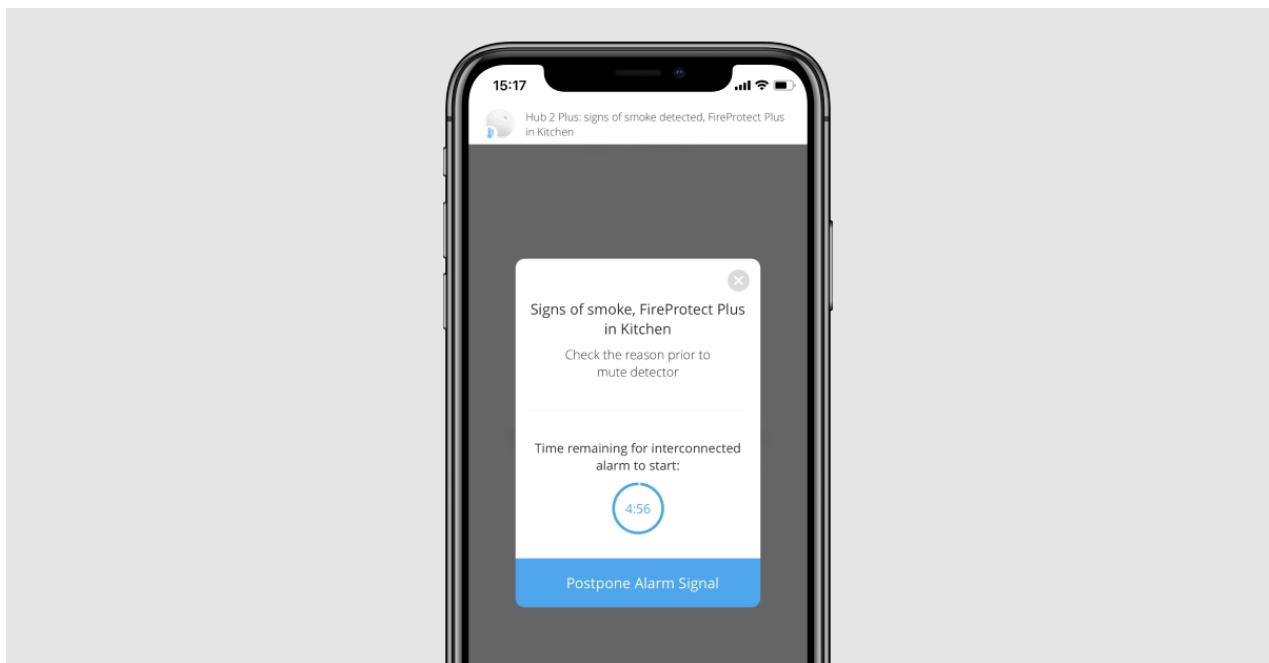 15:17
Hub 2 Plus: signs of smoke detected, FireProtect Plus
in Kitchen
Signs of smoke, FireProtect Plus
in Kitchen
Check the reason prior to
mute detector
Time remaining for interconnected
alarm to start:
4:56
Postpone Alarm Signal